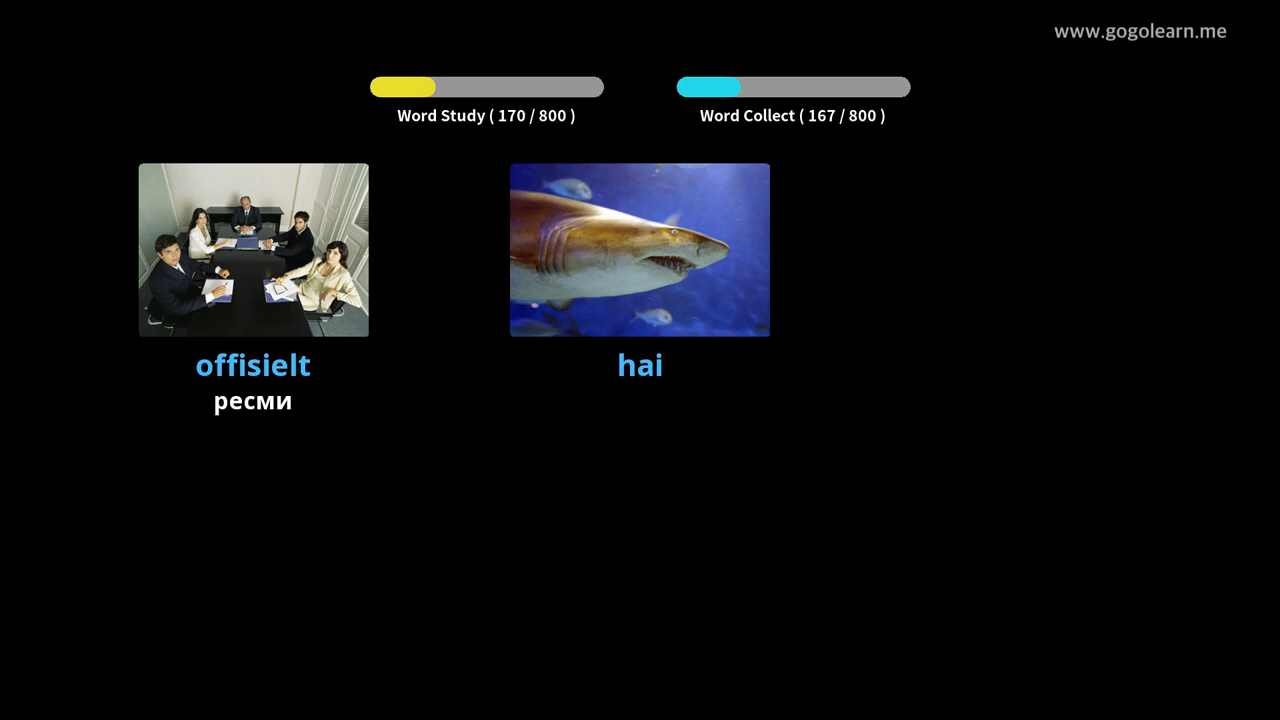 www.gogolearn.me
Word Study ( 170 / 800 )
Word Collect ( 167 / 800 )
offisielt
ресми
hai